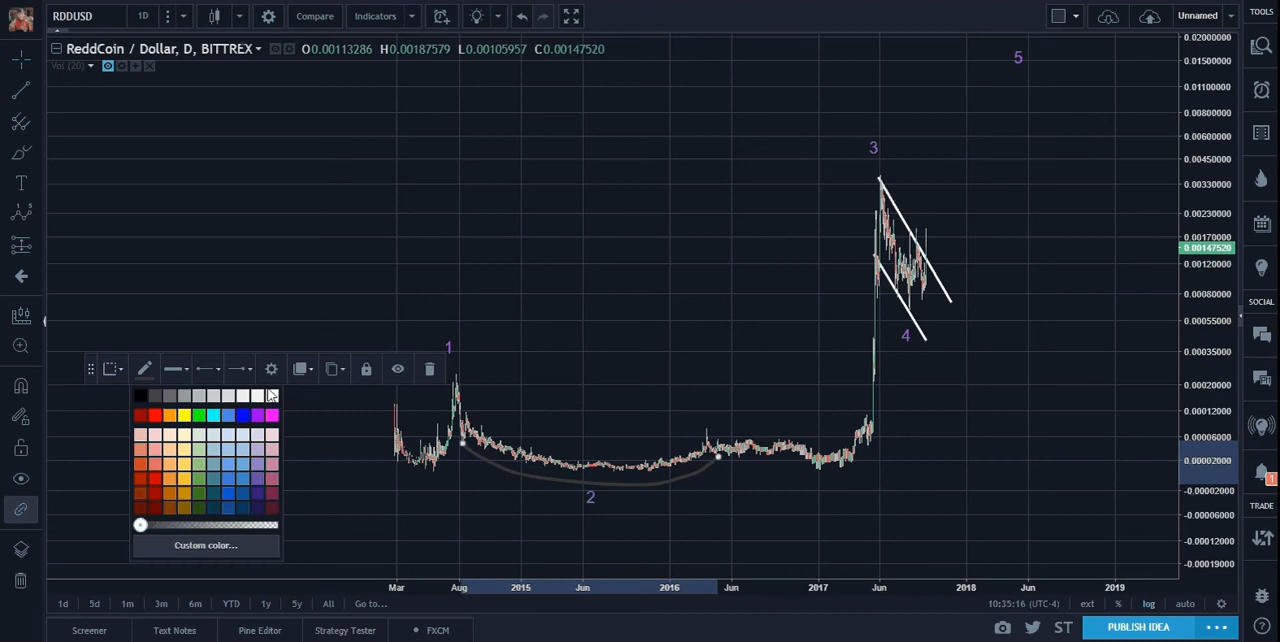 RDDUSD 1D Compare Indicators Unnamed
TOOLS
ReddCoin / Dollar, D, BITTREX O0.00113286 H0.00187579 L0.00105957 C0.00147520
Vol (20)
5
0.02000000
0.01500000
0.01100000
0.00800000
0.00600000
3
0.00450000
0.00330000
0.00230000
0.00170000
0.00147520
0.00120000
0.00080000
SOCIAL
0.00055000
4
1
0.00035000
0.00020000
0.00012000
0.00006000
0.00002000
1
-0.00002000
2
TRADE
-0.00006000
-0.00012000
-0.00019000
Custom color...
Mar Aug 2015 Jun 2016 Jun 2017 Jun 2018 Jun 2019
1d 5d 1m 3m 6m YTD 1y 5y All Go to... 10:35:16 (UTC-4) ext % log auto
Screener Text Notes Pine Editor Strategy Tester FXCM ST PUBLISH IDEA